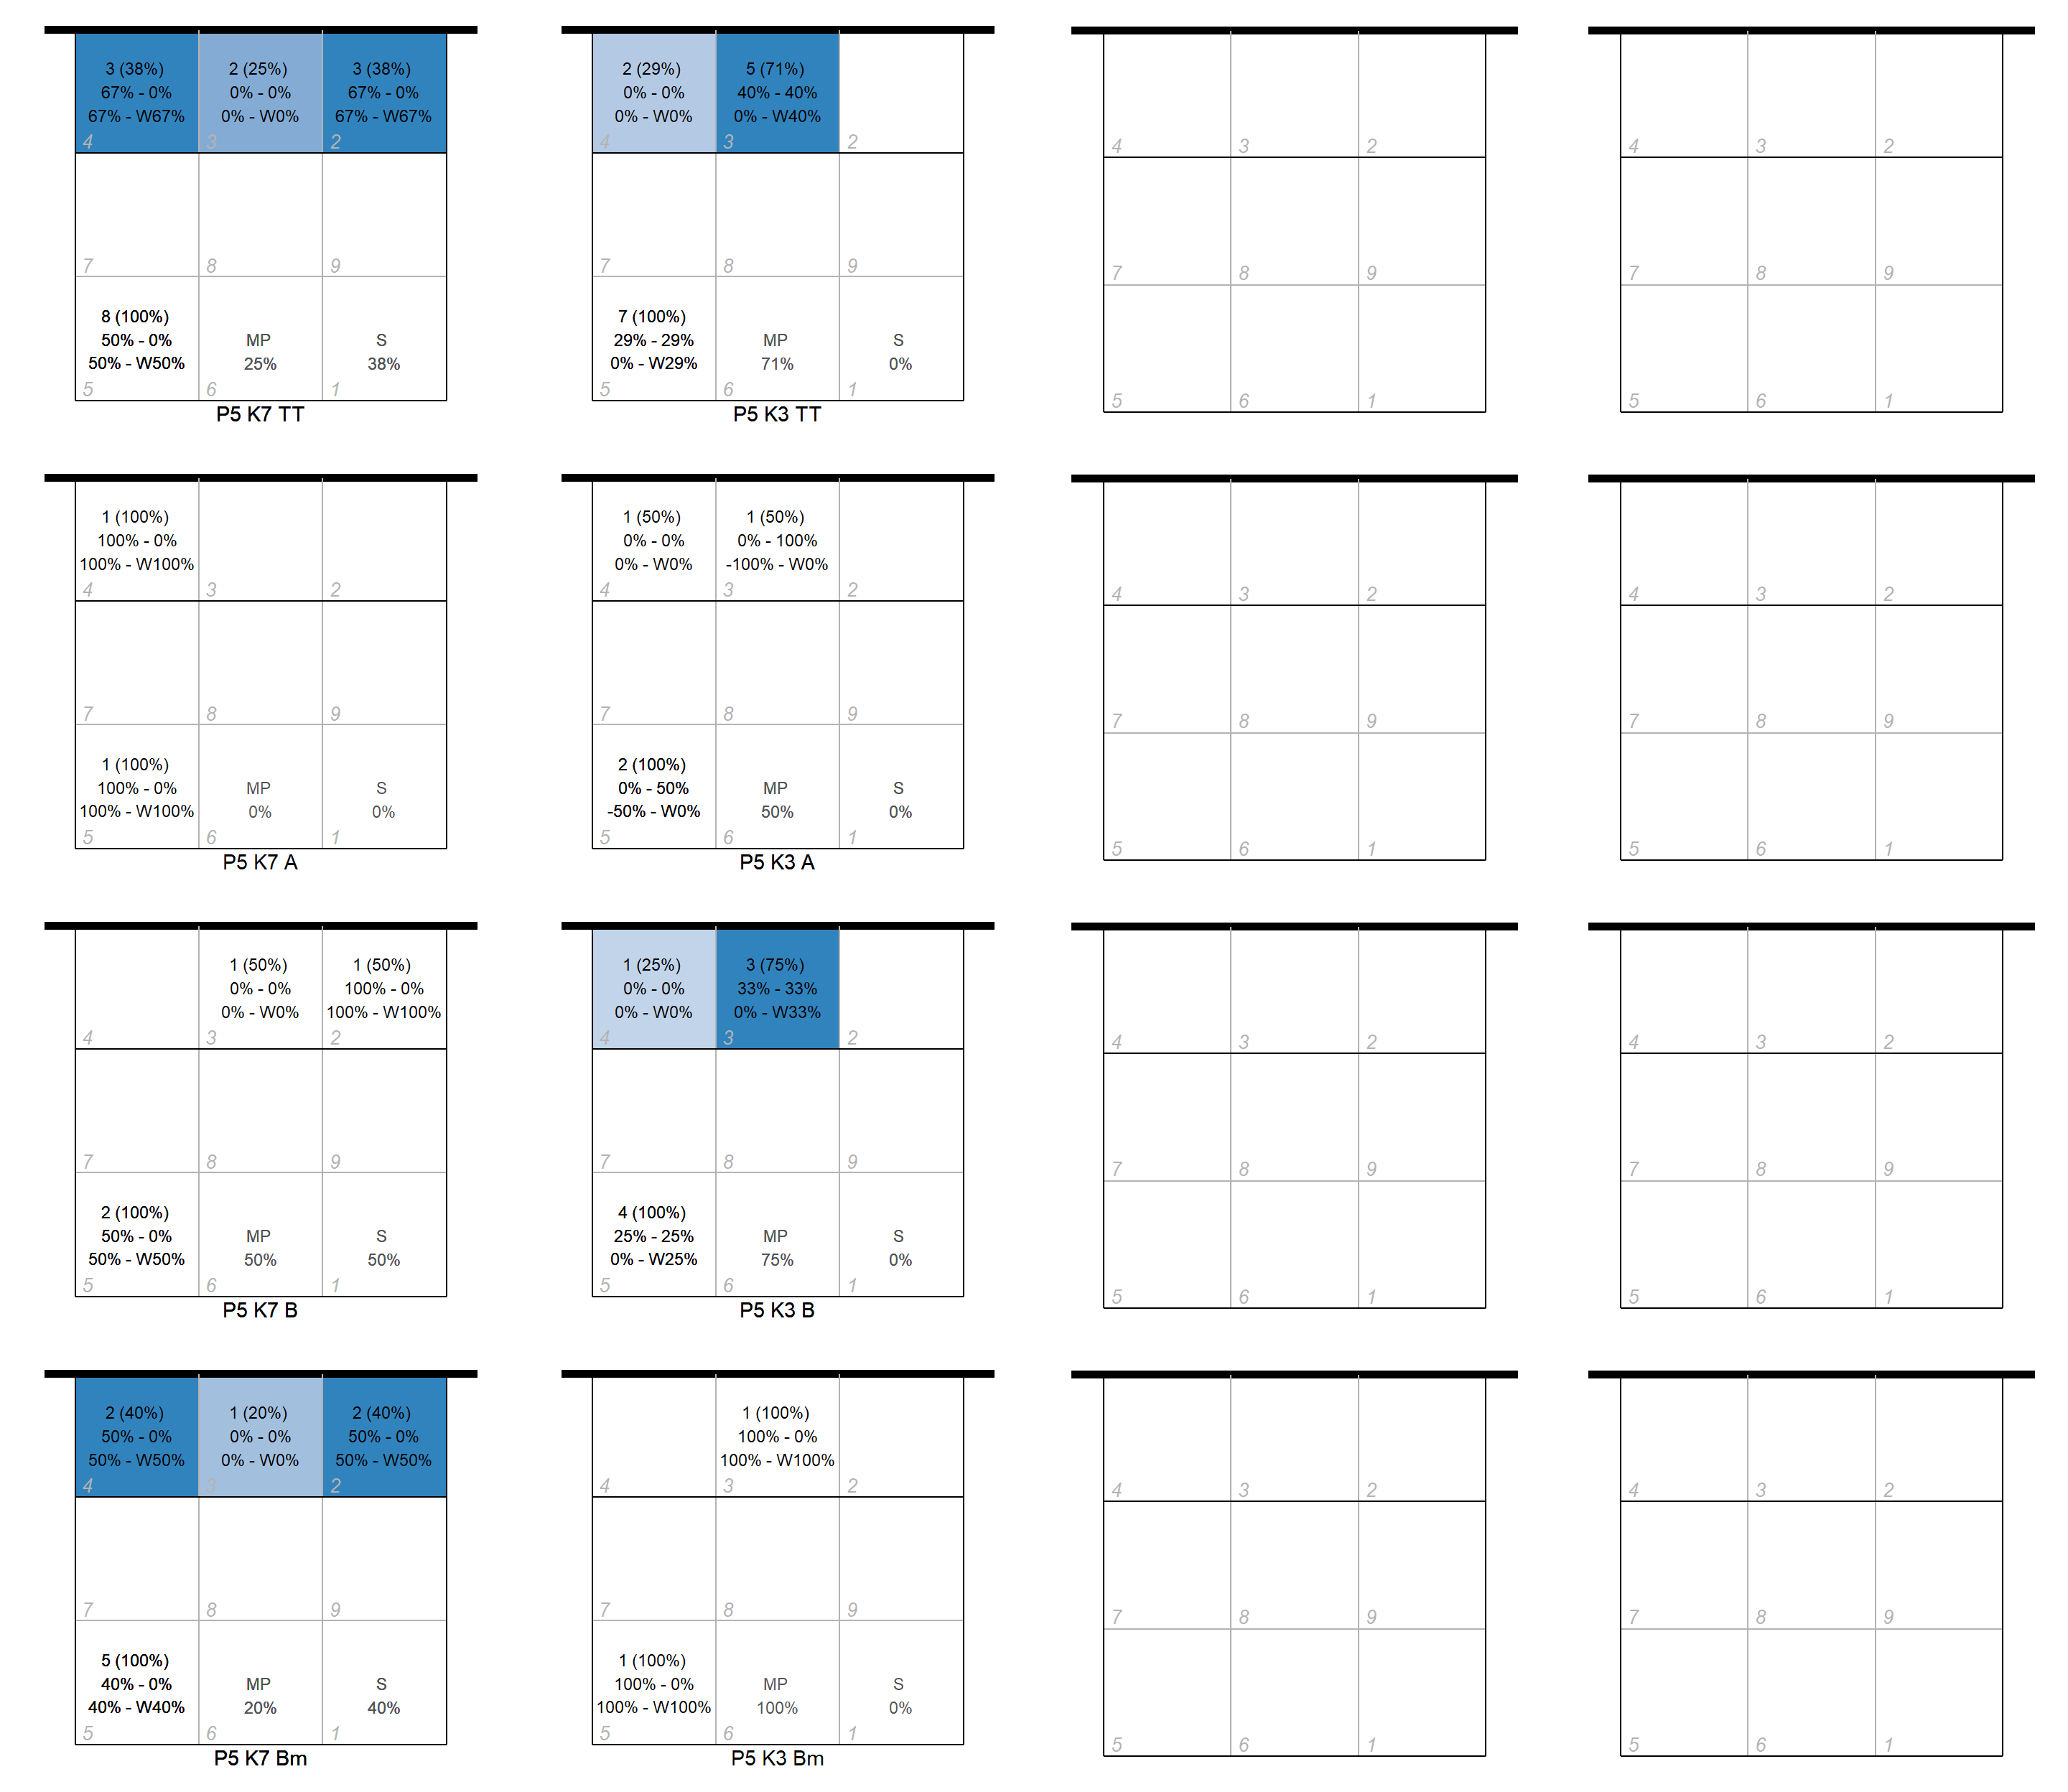 3 (38%) 2 (25%) 3 (38%)
67% - 0% 0% - 0% 67% - 0%
67% - W67% 0% - W0% 67% - W67%
4 3 2
7 8 9
8 (100%)
50% - 0% MP S
50% - W50% 25% 38%
5 6 1
P5 K7 TT
2 (29%) 5 (71%)
0% - 0% 40% - 40%
0% - W0% 0% - W40%
4 3 2
7 8 9
7 (100%)
29% - 29% MP S
0% - W29% 71% 0%
5 6 1
P5 K3 TT
4 3 2
7 8 9
5 6 1
4 3 2
7 8 9
5 6 1
1 (100%)
100% - 0%
100% - W100%
4 3 2
7 8 9
1 (100%)
100% - 0% MP S
100% - W100% 0% 0%
5 6 1
P5 K7 A
1 (50%) 1 (50%)
0% - 0% 0% - 100%
0% - W0% -100% - W0%
4 3 2
7 8 9
2 (100%)
0% - 50% MP S
-50% - W0% 50% 0%
5 6 1
P5 K3 A
4 3 2
7 8 9
5 6 1
4 3 2
7 8 9
5 6 1
1 (50%) 1 (50%)
0% - 0% 100% - 0%
0% - W0% 100% - W100%
4 3 2
7 8 9
2 (100%)
50% - 0% MP S
50% - W50% 50% 50%
5 6 1
P5 K7 B
1 (25%) 3 (75%)
0% - 0% 33% - 33%
0% - W0% 0% - W33%
4 3 2
7 8 9
4 (100%)
25% - 25% MP S
0% - W25% 75% 0%
5 6 1
P5 K3 B
4 3 2
7 8 9
5 6 1
4 3 2
7 8 9
5 6 1
2 (40%) 1 (20%) 2 (40%)
50% - 0% 0% - 0% 50% - 0%
50% - W50% 0% - W0% 50% - W50%
4 3 2
7 8 9
5 (100%)
40% - 0% MP S
40% - W40% 20% 40%
5 6 1
P5 K7 Bm
1 (100%)
100% - 0%
100% - W100%
4 3 2
7 8 9
1 (100%)
100% - 0% MP S
100% - W100% 100% 0%
5 6 1
P5 K3 Bm
4 3 2
7 8 9
5 6 1
4 3 2
7 8 9
5 6 1